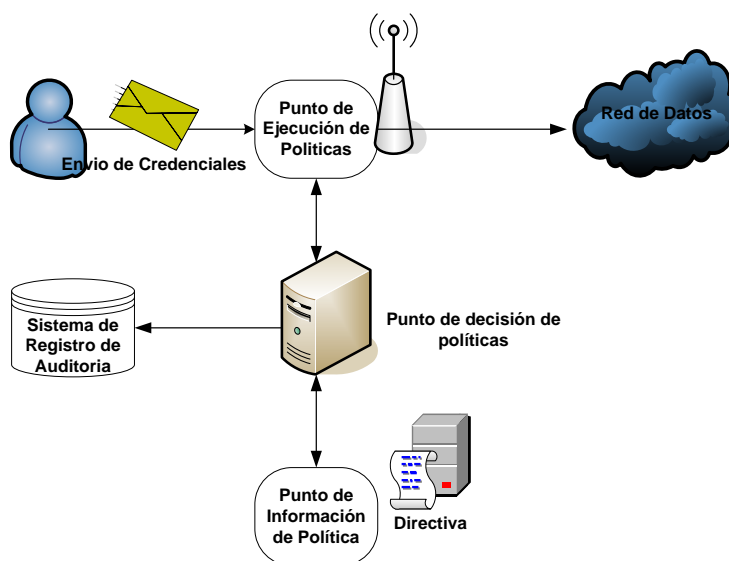 Punto de
Ejecución de
Politicas
Red de Datos
Envio de Credenciales
Sistema de
Registro de
Auditoria
Punto de decisión de
políticas
Punto de
Información
de Política
Directiva